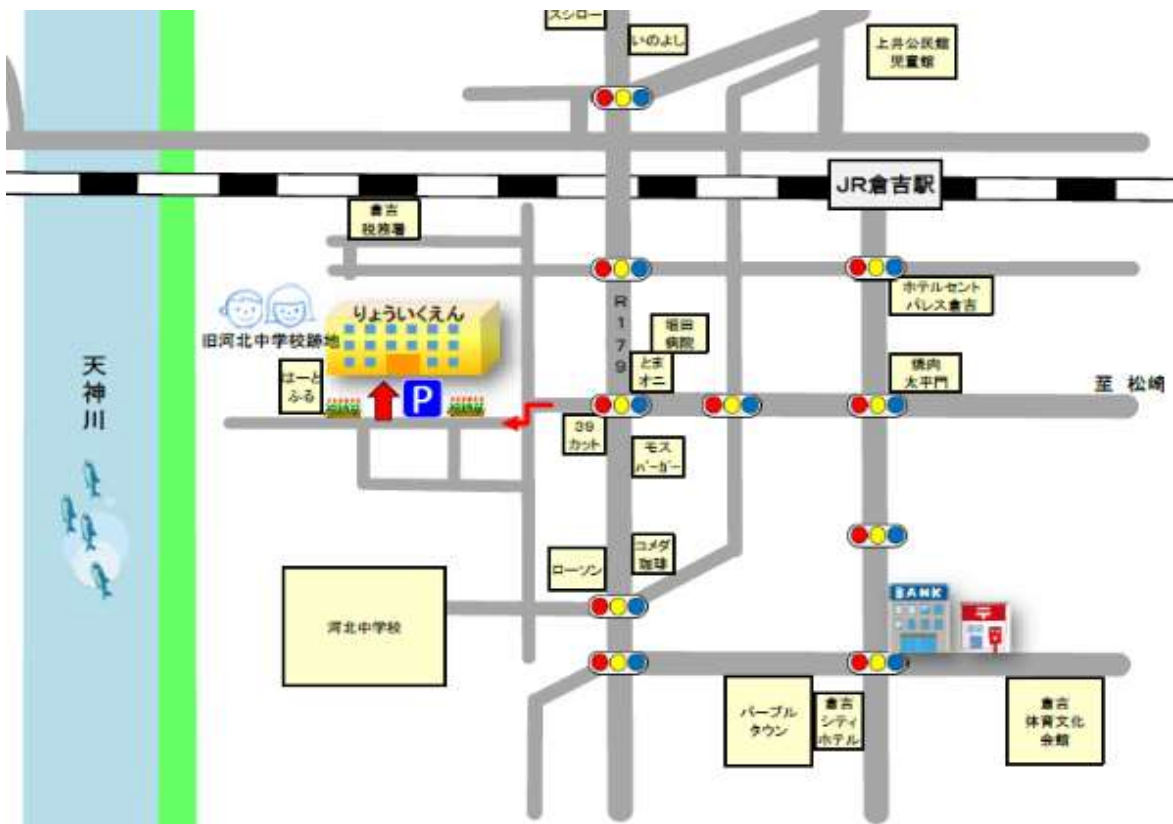 スシロー
いのよし
上井公民館
児童館
JR倉吉駅
倉吉
税務署
ホテルセント
パレス倉吉
りょういくえん
旧河北中学校跡地
R179
垣田
病院
とま
オニ
焼肉
太平門
至 松崎
はーと
ふる
P
天神川
39
カット
モス
バーガー
コメダ
珈琲
ローソン
BANK
〒
河北中学校
パープル
タウン
倉吉
シティ
ホテル
倉吉
体育文化
会館